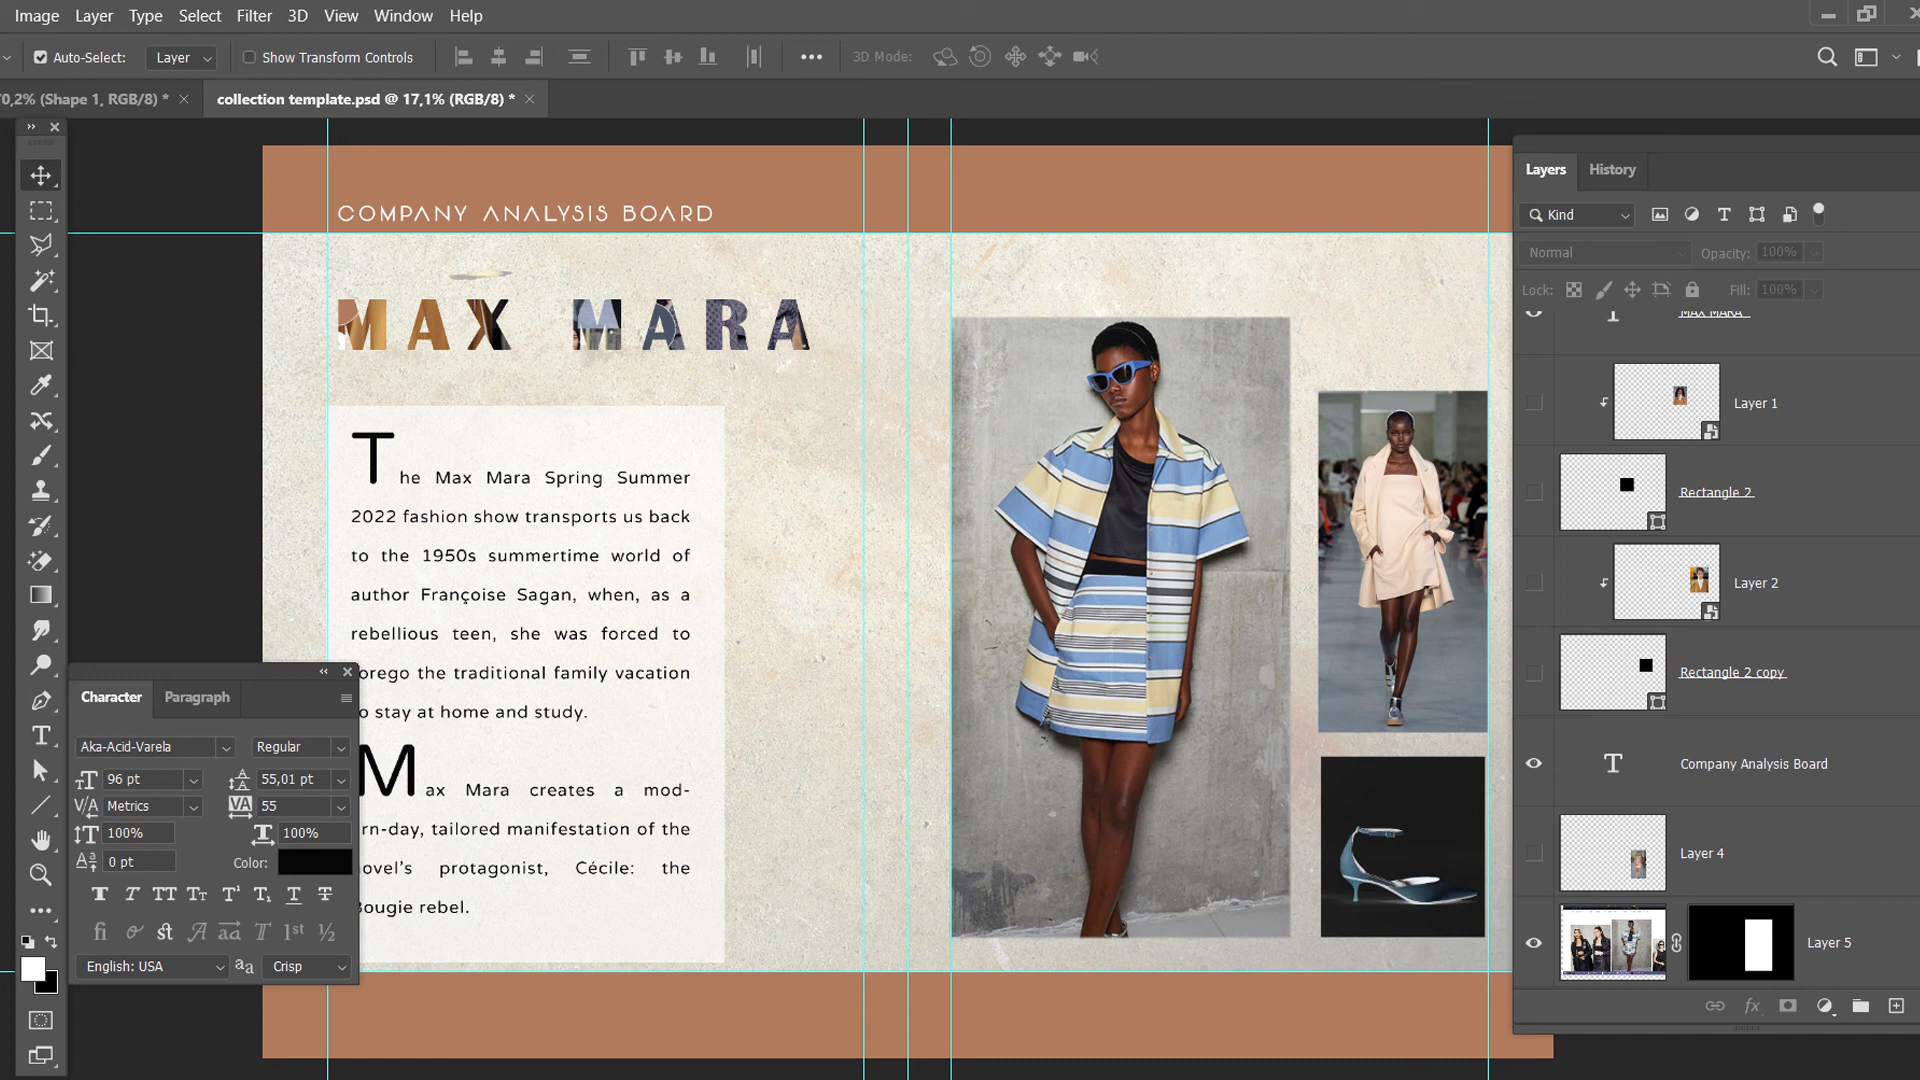 Image Layer Type Select Filter 3D View Window Help
Auto-Select: Layer Show Transform Controls 3D Mode:
0,2% (Shape 1, RGB/8) * collection template.psd @ 17,1% (RGB/8) *
COMPANY ANALYSIS BOARD
MAX MARA
The Max Mara Spring Summer
2022 fashion show transports us back
to the 1950s summertime world of
author Françoise Sagan, when, as a
rebellious teen, she was forced to
orego the traditional family vacation
o stay at home and study.
Max Mara creates a mod-
rn-day, tailored manifestation of the
ovel's protagonist, Cécile: the
Bougie rebel.
Character Paragraph
Aka-Acid-Varela Regular
96 pt 55,01 pt
Metrics 55
100% 100%
0 pt Color:
English: USA aa Crisp
Layers History
Kind
Normal Opacity: 100%
Lock: Fill: 100%
MAX MARA
Layer 1
Rectangle 2
Layer 2
Rectangle 2 copy
Company Analysis Board
Layer 4
Layer 5